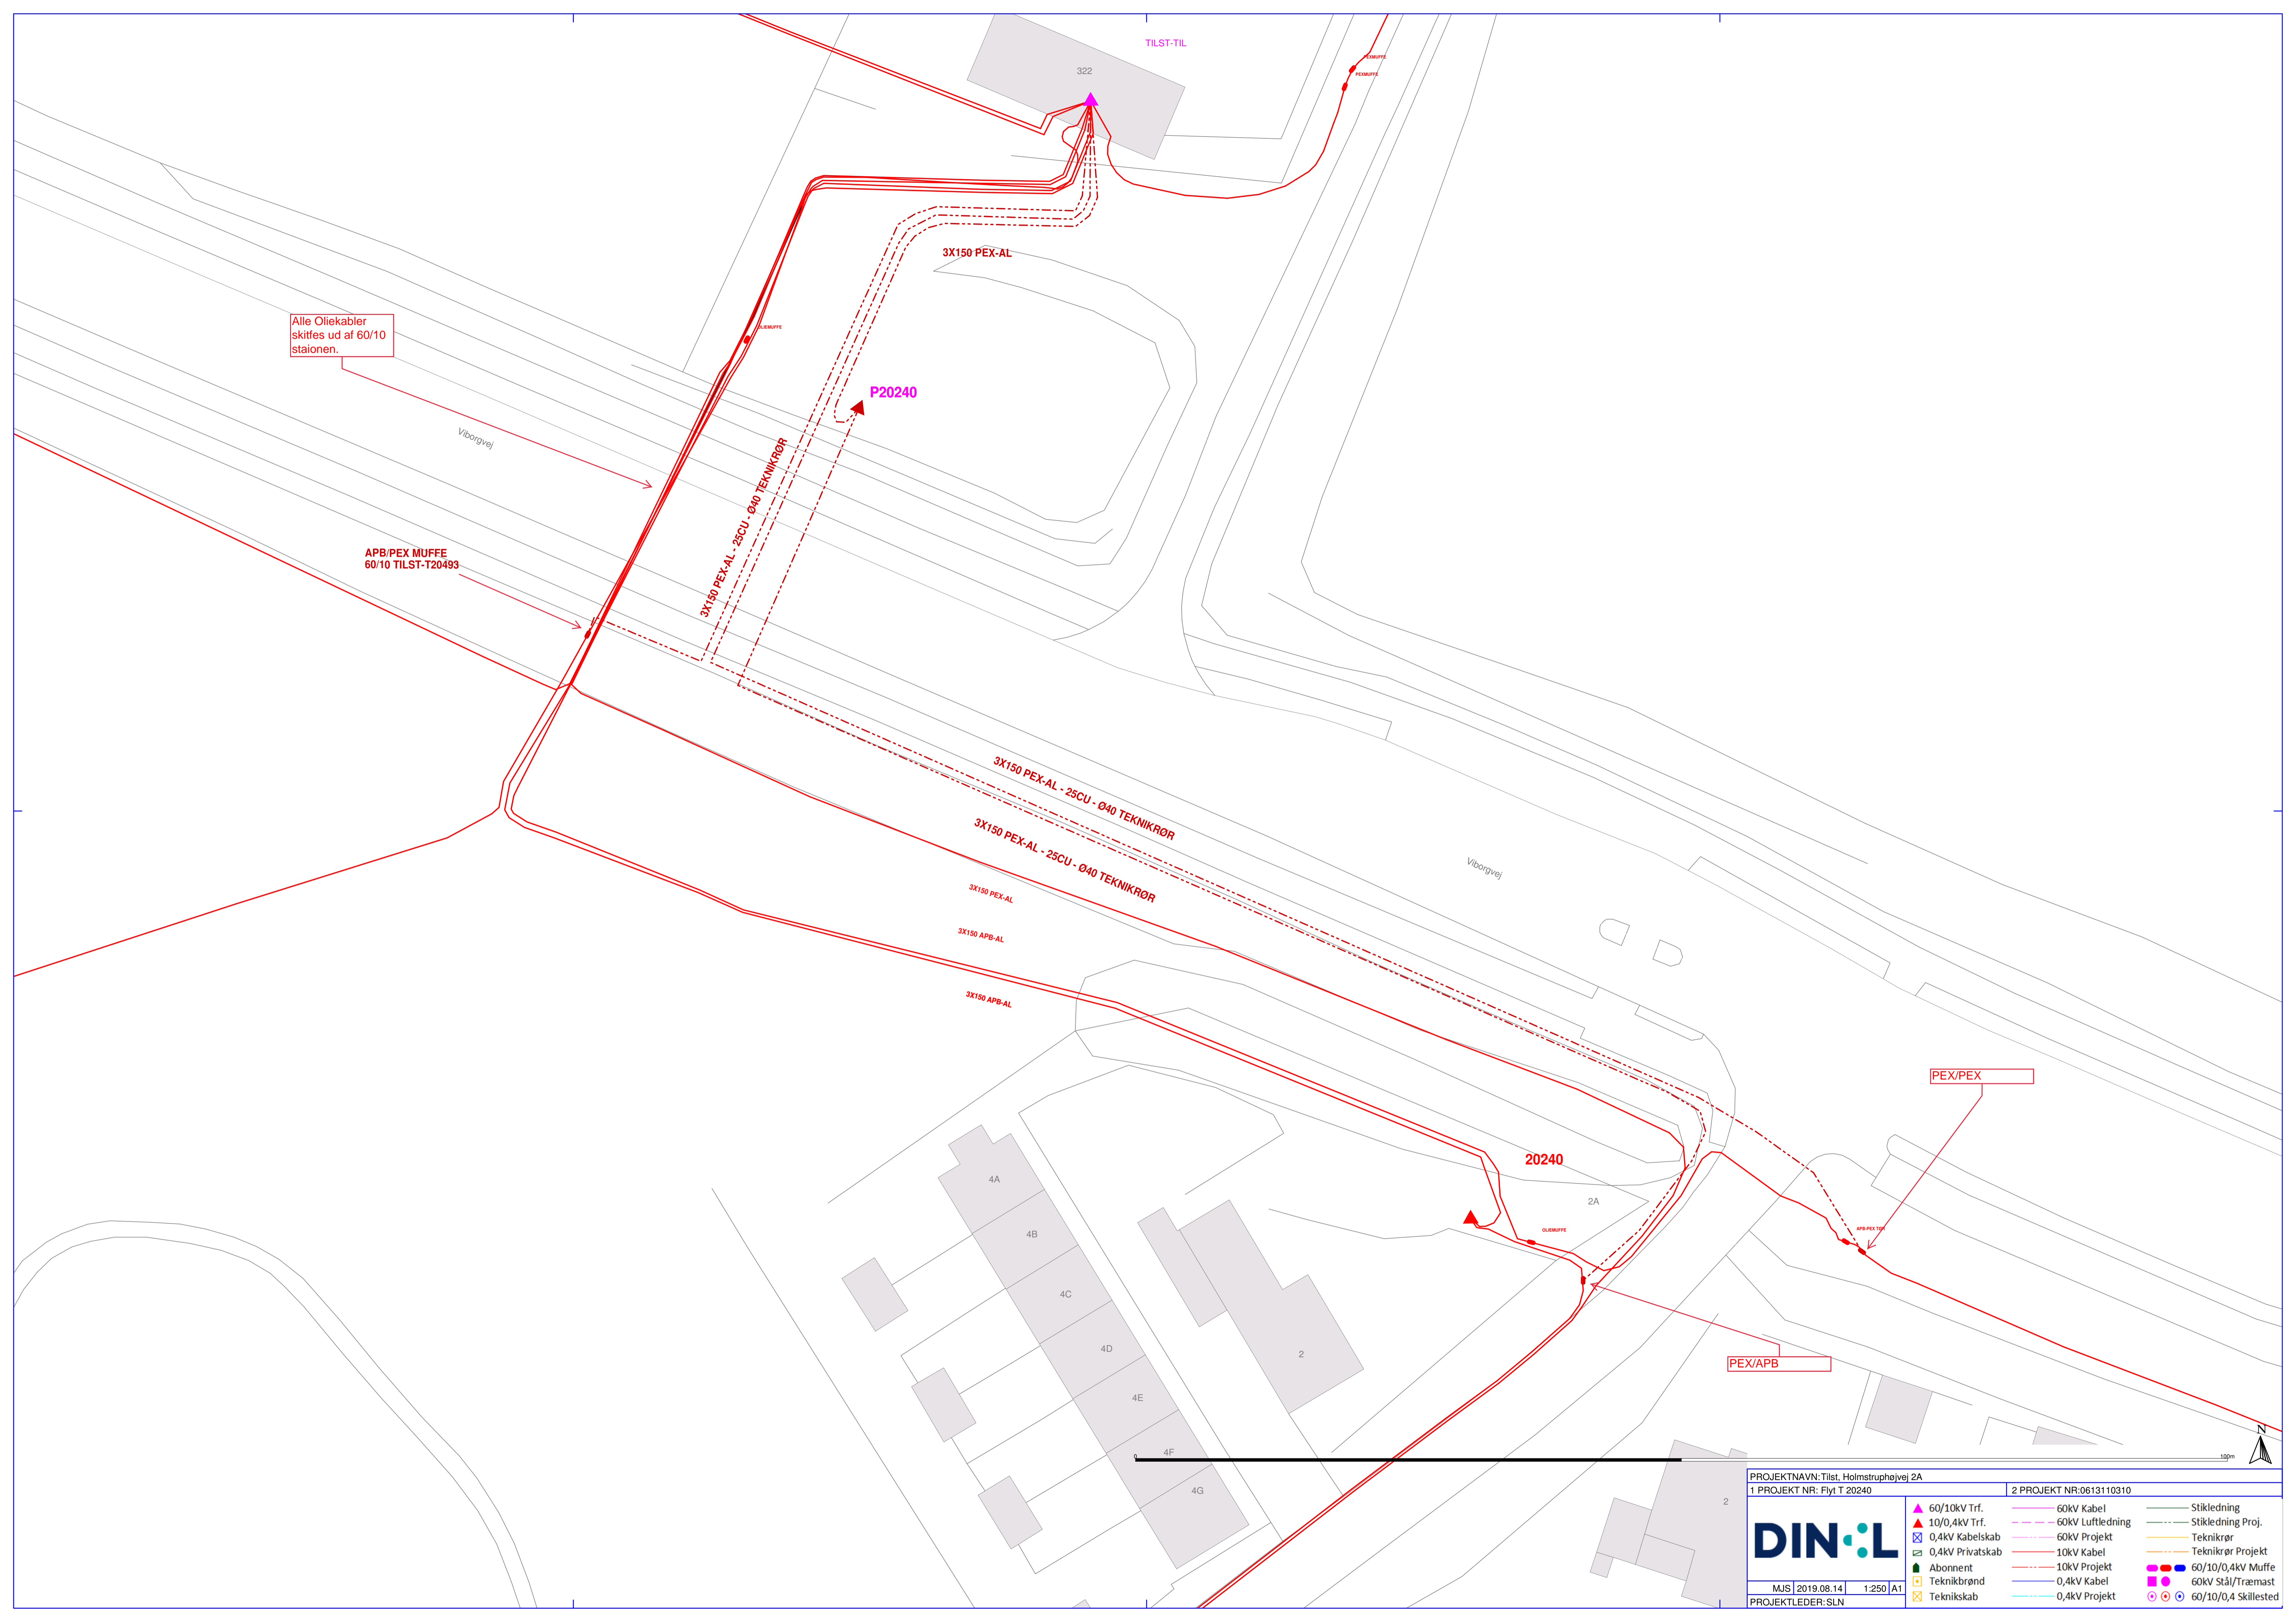 TILST-TIL
322
PEXMUFFE
PEXMUFFE
3X150 PEX-AL
Alle Oliekabler
skitfes ud af 60/10
staionen.
OLIEMUFFE
P20240
Viborgvej
3X150 PEX-AL - 25CU - Ø40 TEKNIKRØR
APB/PEX MUFFE
60/10 TILST-T20493
3X150 PEX-AL - 25CU - Ø40 TEKNIKRØR
3X150 PEX-AL - 25CU - Ø40 TEKNIKRØR
Viborgvej
3X150 PEX-AL
3X150 APB-AL
3X150 APB-AL
PEX/PEX
20240
2A
4A
4B
4C
4D
4E
4F
4G
OLIEMUFFE
APB-PEX TER
2
PEX/APB
0
100m
N
2
PROJEKTNAVN: Tilst, Holmstruphøjvej 2A
1 PROJEKT NR: Flyt T 20240
2 PROJEKT NR:0613110310
DIN L
MJS 2019.08.14 1:250 A1
PROJEKTLEDER: SLN
60/10kV Trf.
10/0,4kV Trf.
0,4kV Kabelskab
0,4kV Privatskab
Abonnent
Teknikbrønd
Teknikskab
60kV Kabel
60kV Luftledning
60kV Projekt
10kV Kabel
10kV Projekt
0,4kV Kabel
0,4kV Projekt
Stikledning
Stikledning Proj.
Teknikrør
Teknikrør Projekt
60/10/0,4kV Muffe
60kV Stål/Træmast
60/10/0,4 Skillested